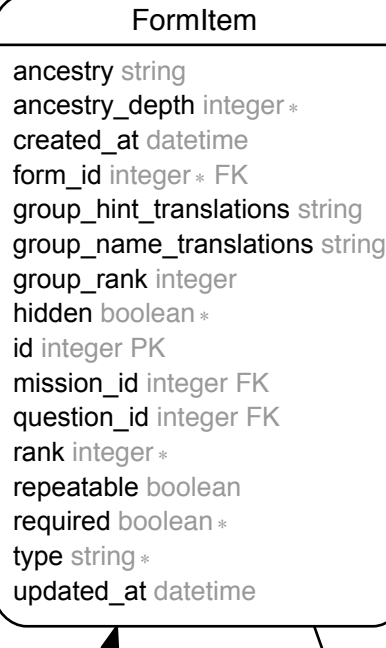 FormItem
ancestry string
ancestry_depth integer *
created_at datetime
form_id integer * FK
group_hint_translations string
group_name_translations string
group_rank integer
hidden boolean *
id integer PK
mission_id integer FK
question_id integer FK
rank integer *
repeatable boolean
required boolean *
type string *
updated_at datetime